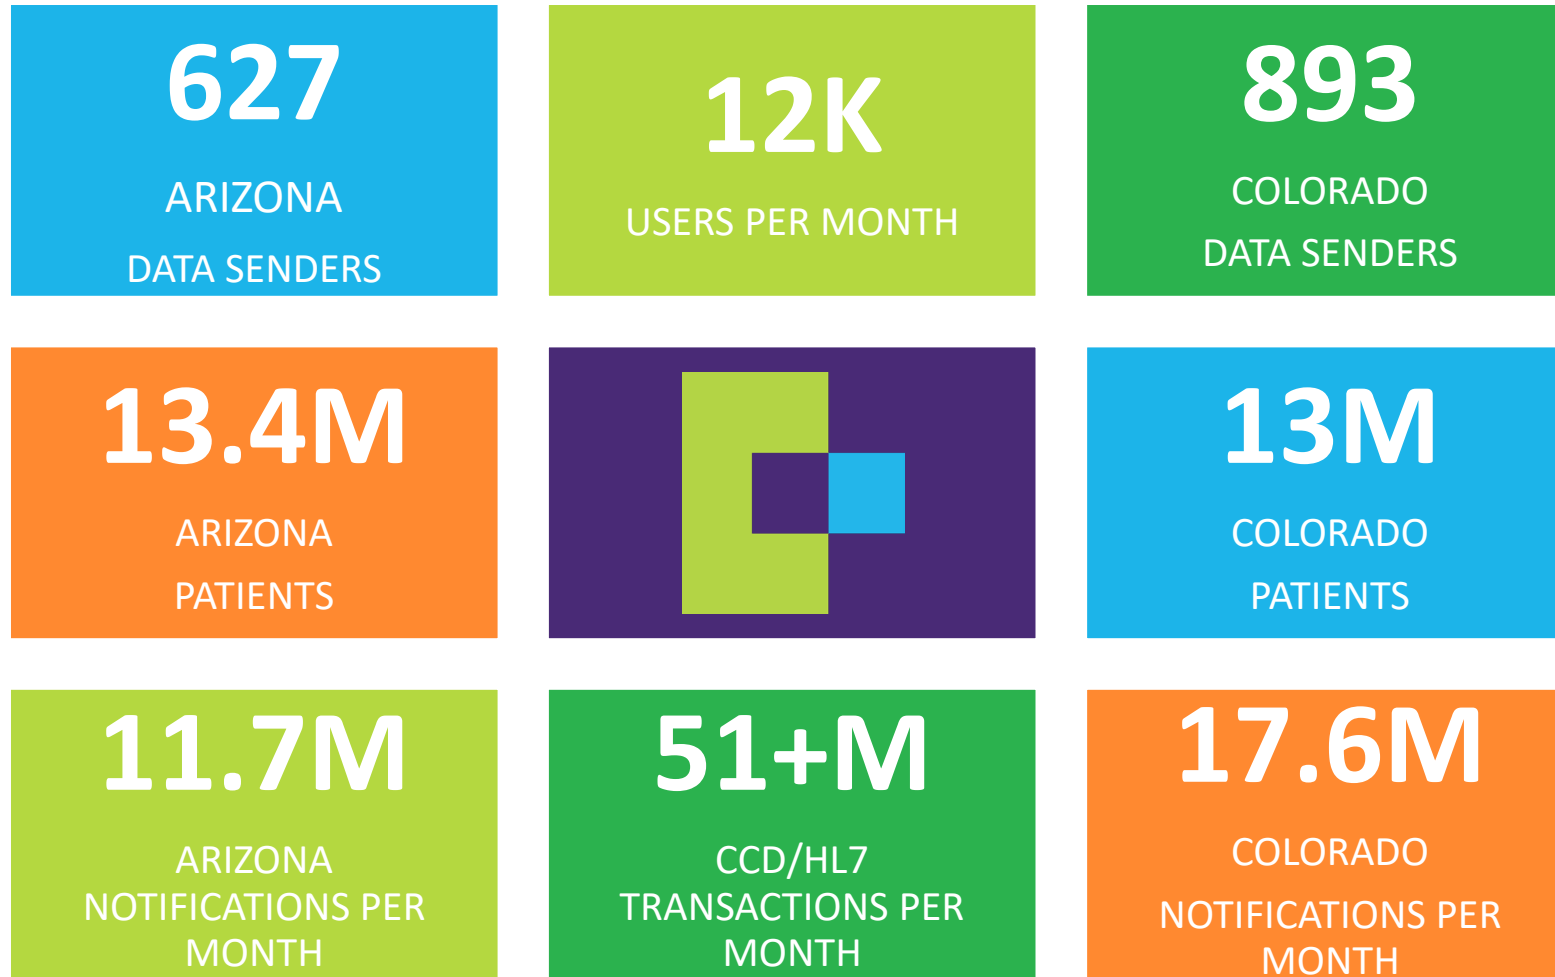 627
ARIZONA
DATA SENDERS
12K
USERS PER MONTH
893
COLORADO
DATA SENDERS
13.4M
ARIZONA
PATIENTS
13M
COLORADO
PATIENTS
11.7M
ARIZONA
NOTIFICATIONS PER
MONTH
51+M
CCD/HL7
TRANSACTIONS PER
MONTH
17.6M
COLORADO
NOTIFICATIONS PER
MONTH